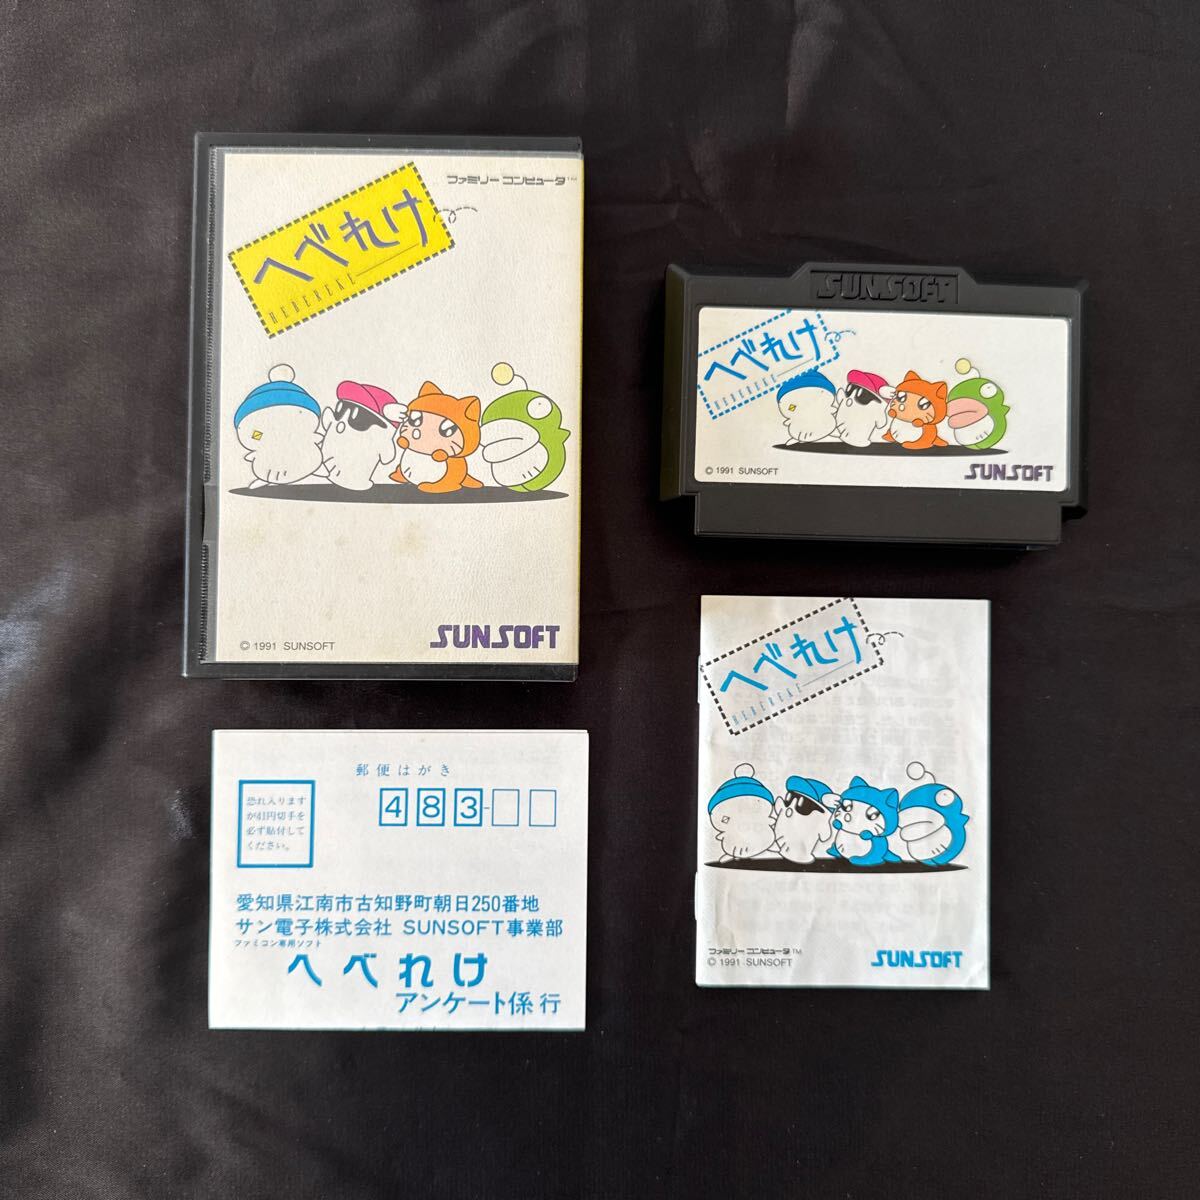 ファミリーコンピュータ™
へべれけ
HEBEREKE
© 1991 SUNSOFT
SUNSOFT
SUNSOFT
へべれけ
HEBEREKE
© 1991 SUNSOFT
SUNSOFT
郵便はがき
恐れ入ります
が41円切手を
必ず貼付して
ください。
483-
愛知県江南市古知野町朝日250番地
サン電子株式会社 SUNSOFT事業部
ファミコン専用ソフト
へべれけ
アンケート係 行
へべれけ
HEBEREKE
ファミリーコンピュータ™
© 1991 SUNSOFT
SUNSOFT